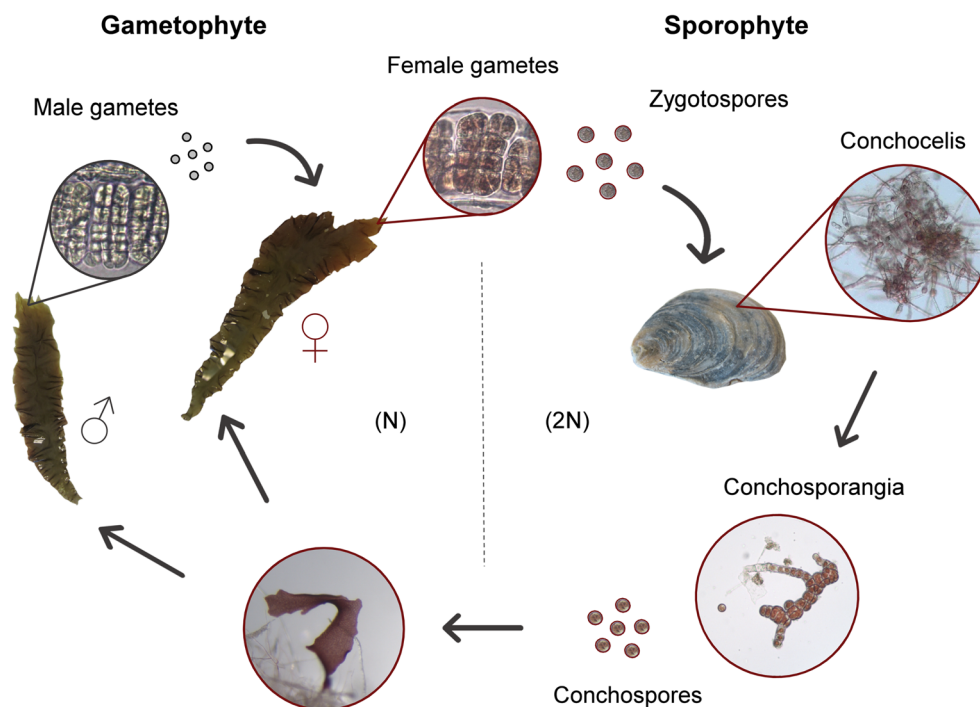 Gametophyte
Sporophyte
Female gametes
Male gametes
Zygotospores
Conchocelis
(N)
(2N)
Conchosporangia
Conchospores